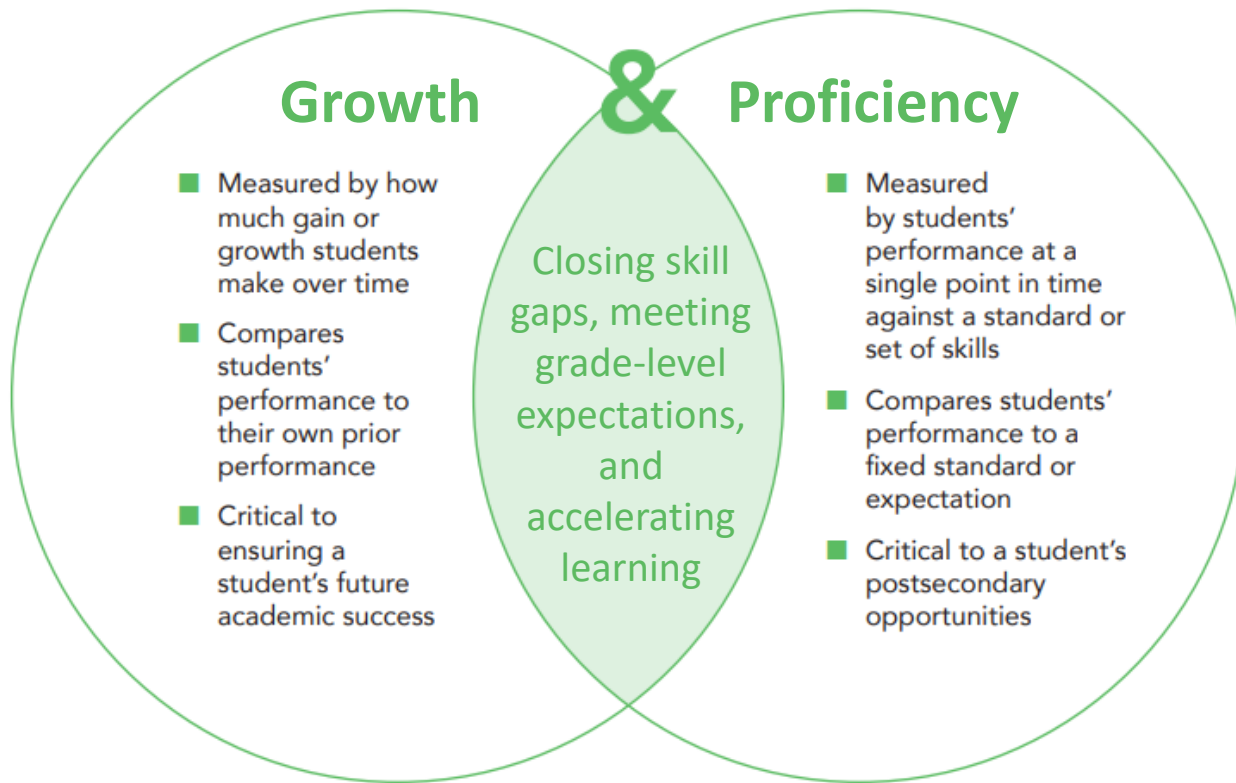 Growth
&
Proficiency
■ Measured by how
much gain or
growth students
make over time
■ Compares
students’
performance to
their own prior
performance
■ Critical to
ensuring a
student’s future
academic success
Closing skill
gaps, meeting
grade-level
expectations,
and
accelerating
learning
■ Measured
by students’
performance at a
single point in time
against a standard or
set of skills
■ Compares students’
performance to a
fixed standard or
expectation
■ Critical to a student’s
postsecondary
opportunities